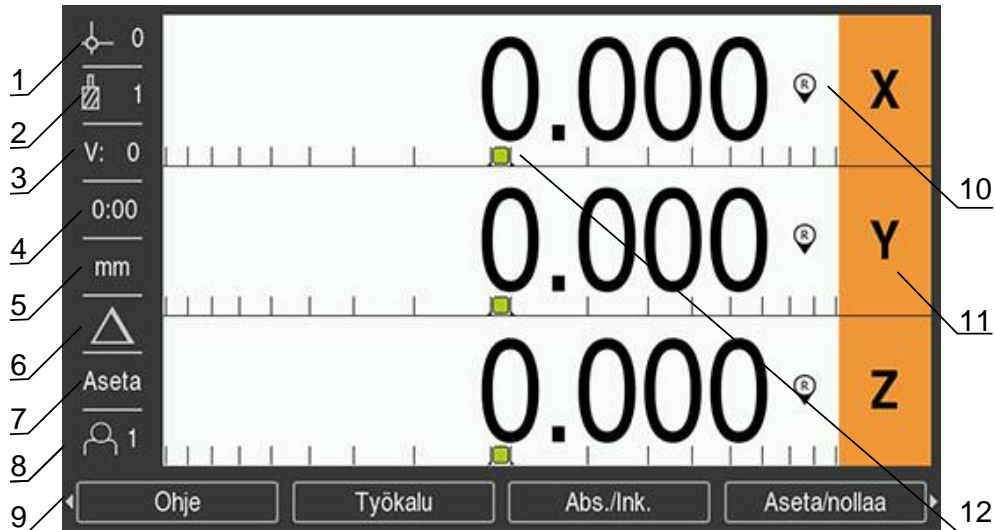 0
1
V: 0
0:00
mm
Aseta
1
0.000 R X
0.000 R Y
0.000 R Z
Ohje Työkalu Abs./Ink. Aseta/nollaa
1
2
3
4
5
6
7
8
9
10
11
12